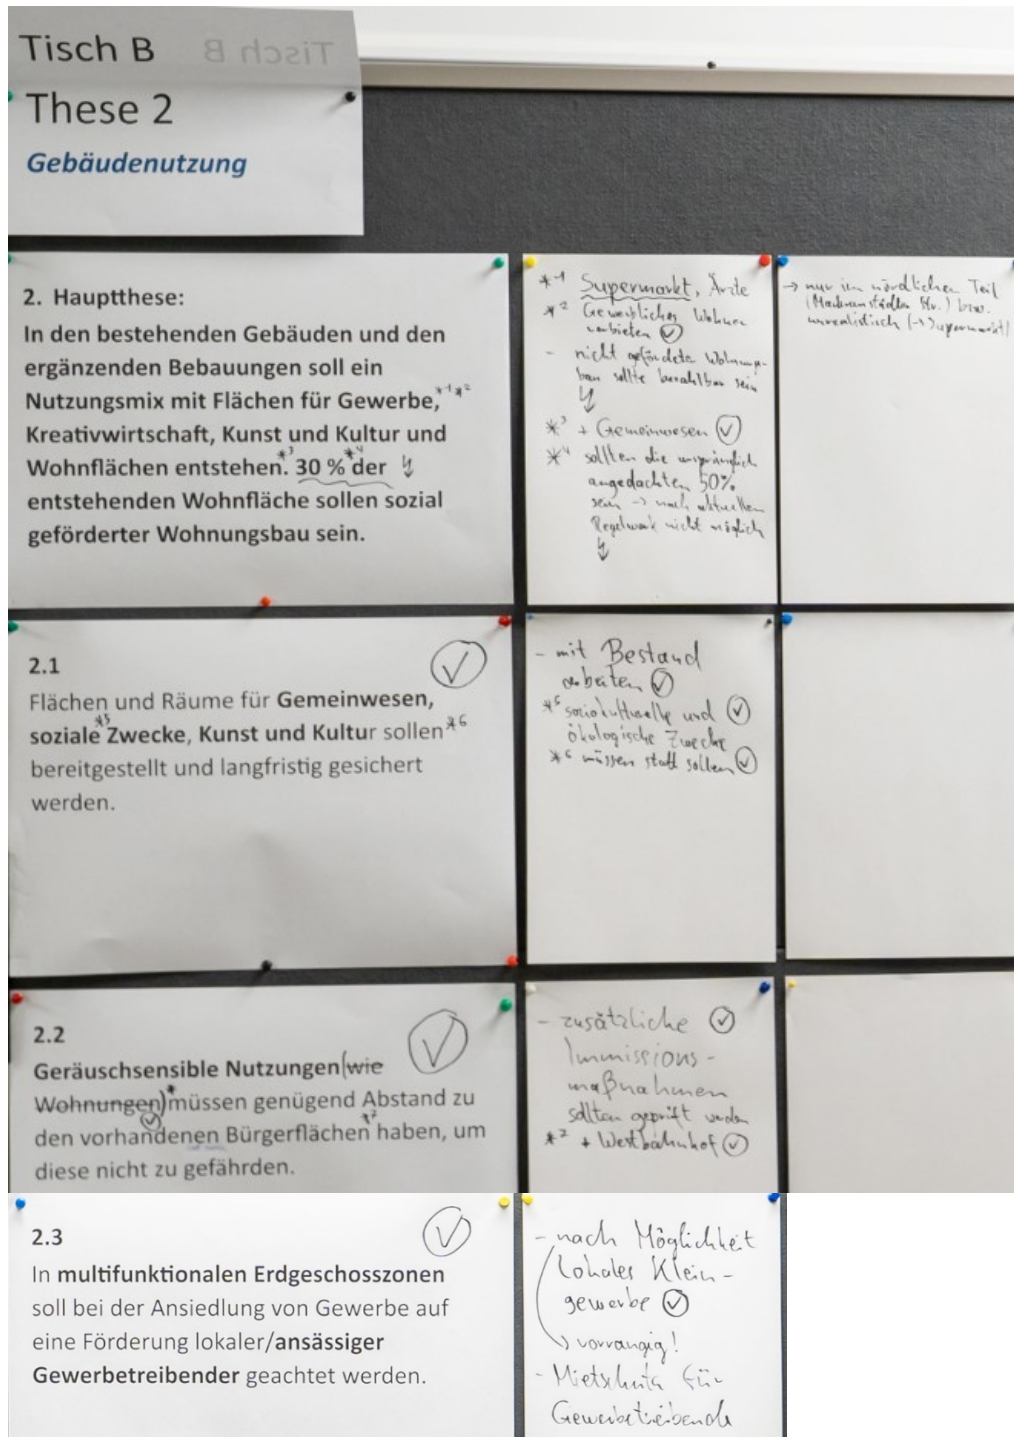 Tisch B
These 2
Gebäudenutzung
2. Hauptthese:
In den bestehenden Gebäuden und den
ergänzenden Bebauungen soll ein
Nutzungsmix mit Flächen für Gewerbe, *1 *2
Kreativwirtschaft, Kunst und Kultur und
Wohnflächen entstehen. *3 30 % *4 der
entstehenden Wohnfläche sollen sozial
geförderter Wohnungsbau sein.
*1 Supermarkt, Ärzte
*2 Gewerbliches Wohnen
verbieten ✓
- nicht geförderter Wohnungs-
bau sollte bezahlbar sein
*3 + Gemeinwesen ✓
*4 sollten die ursprünglich
angedachten 50%
sein → nach aktuellem
Regelwerk nicht möglich
→ nur im nördlichen Teil
(Markranstädter Str.) bzw.
unrealistisch (→ Supermarkt)
2.1 ✓
Flächen und Räume für Gemeinwesen,
soziale *5 Zwecke, Kunst und Kultur sollen *6
bereitgestellt und langfristig gesichert
werden.
- mit Bestand
arbeiten ✓
*5 soziokulturelle und ✓
ökologische Zwecke
*6 müssen statt sollen ✓
2.2 ✓
Geräuschsensible Nutzungen (wie
Wohnungen)* müssen genügend Abstand zu
den vorhandenen Bürgerflächen *7 haben, um
diese nicht zu gefährden.
- zusätzliche ✓
Immissions-
maßnahmen
sollten geprüft werden
*7 + Westbahnhof ✓
2.3 ✓
In multifunktionalen Erdgeschosszonen
soll bei der Ansiedlung von Gewerbe auf
eine Förderung lokaler/ansässiger
Gewerbetreibender geachtet werden.
- nach Möglichkeit
lokales Klein-
gewerbe ✓
→ vorrangig!
- Mietschutz für
Gewerbetreibende